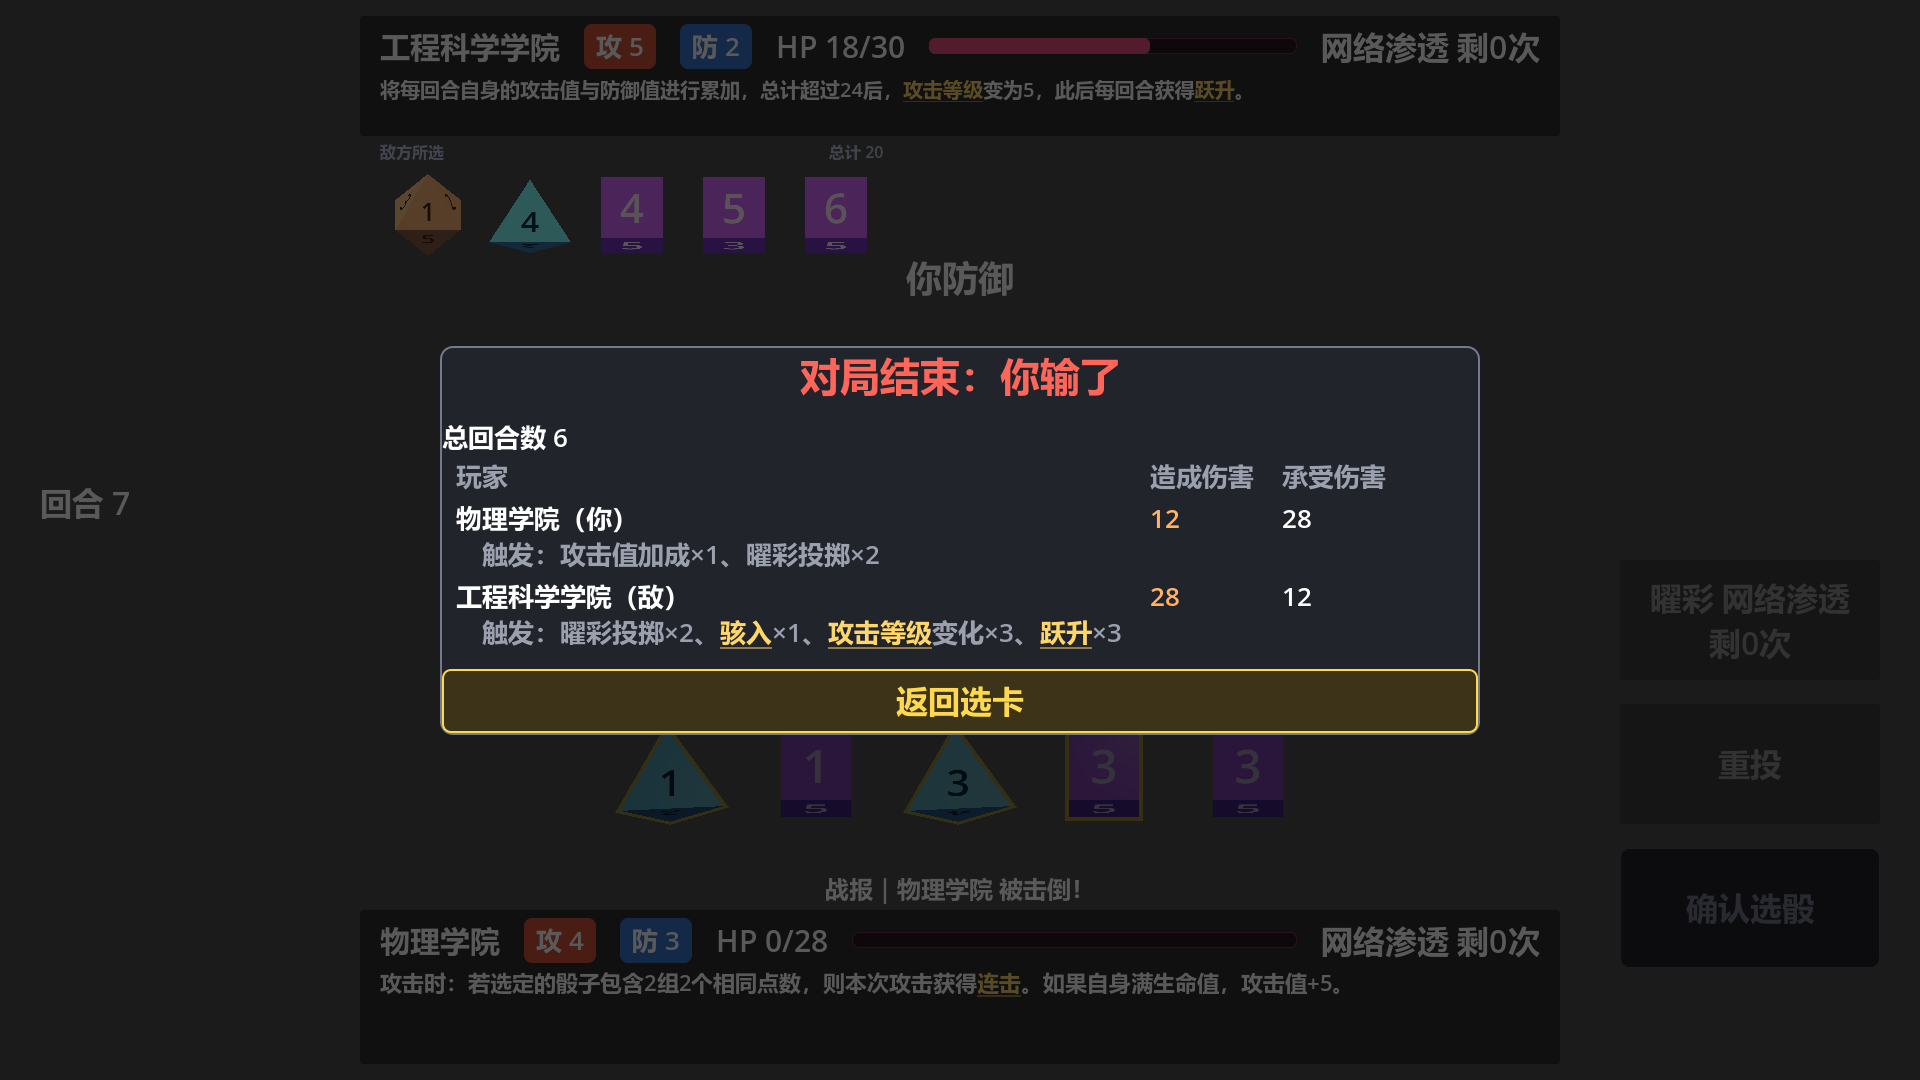 工程科学学院 攻 5 防 2 HP 18/30 网络渗透 剩0次
将每回合自身的攻击值与防御值进行累加，总计超过24后，攻击等级变为5，此后每回合获得跃升。
敌方所选 总计 20
1 4 4 5 6
5 5 3 5
你防御
对局结束：你输了
总回合数 6
玩家 造成伤害 承受伤害
物理学院（你） 12 28
触发：攻击值加成×1、曜彩投掷×2
工程科学学院（敌） 28 12
触发：曜彩投掷×2、骇入×1、攻击等级变化×3、跃升×3
返回选卡
回合 7
曜彩 网络渗透
剩0次
重投
确认选骰
1 1 3 3 3
5 5 5
战报｜物理学院 被击倒！
物理学院 攻 4 防 3 HP 0/28 网络渗透 剩0次
攻击时：若选定的骰子包含2组2个相同点数，则本次攻击获得连击。如果自身满生命值，攻击值+5。